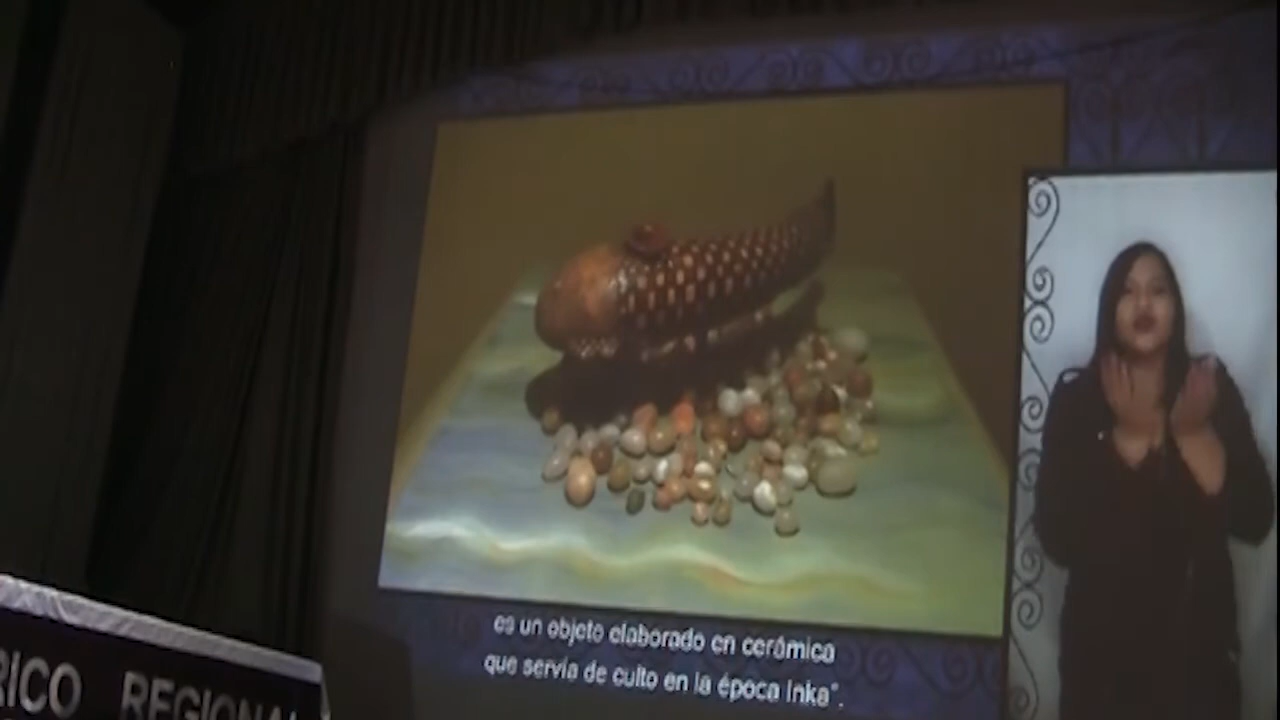 es un objeto elaborado en cerámica
que servía de culto en la época Inka".
RICO REGIONAL